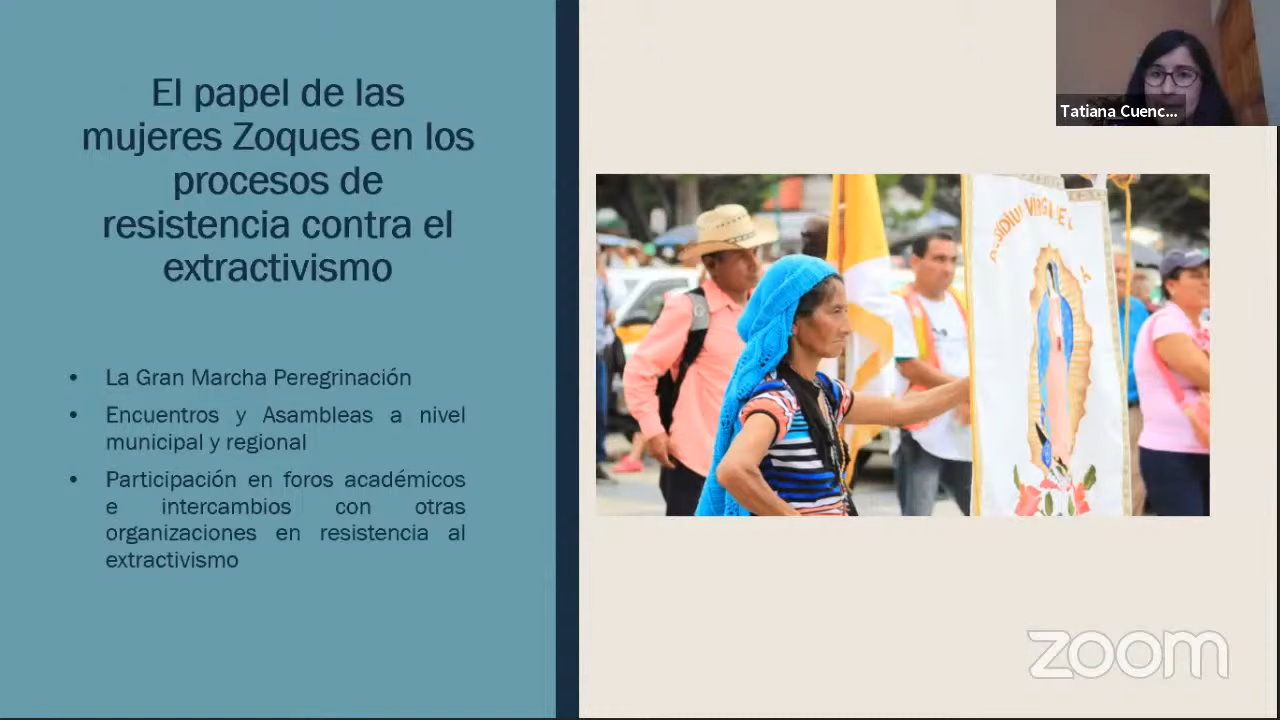 El papel de las
mujeres Zoques en los
procesos de
resistencia contra el
extractivismo
• La Gran Marcha Peregrinación
• Encuentros y Asambleas a nivel
municipal y regional
• Participación en foros académicos
e intercambios con otras
organizaciones en resistencia al
extractivismo
Tatiana Cuenc...
zoom